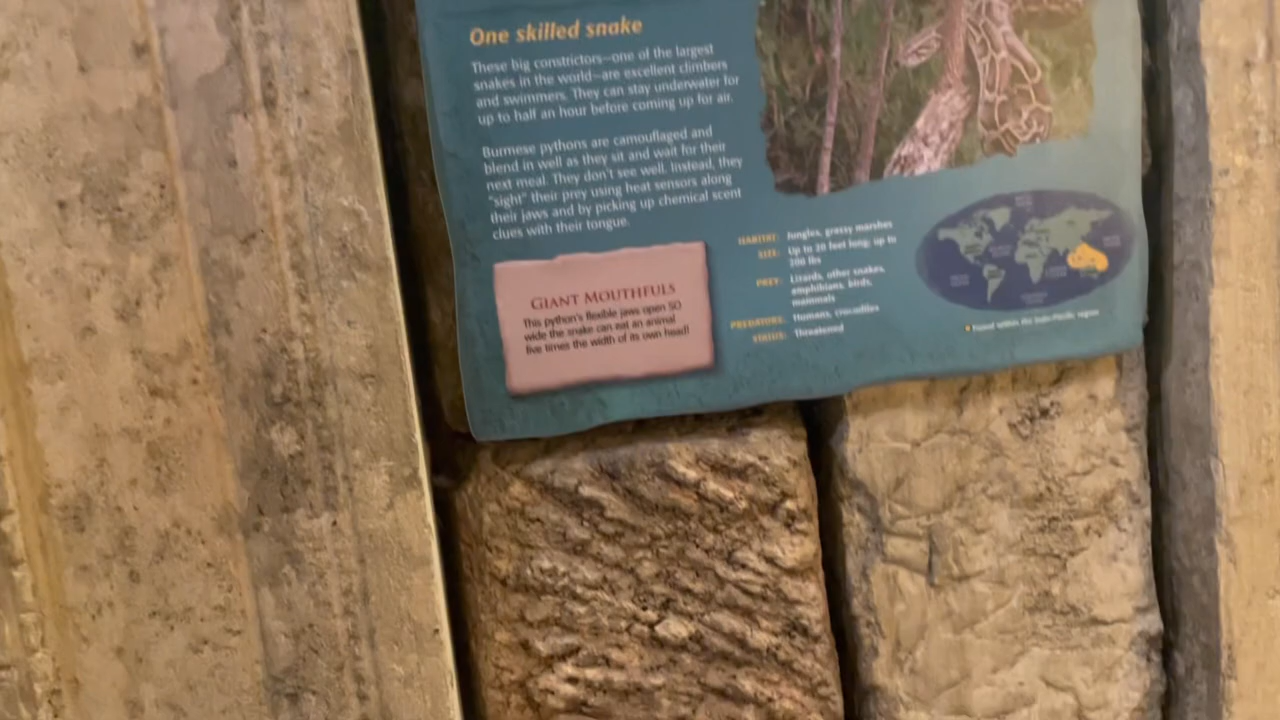 One skilled snake
These big constrictors—one of the largest
snakes in the world—are excellent climbers
and swimmers. They can stay underwater for
up to half an hour before coming up for air.
Burmese pythons are camouflaged and
blend in well as they sit and wait for their
next meal. They don't see well. Instead, they
"sight" their prey using heat sensors along
their jaws and by picking up chemical scent
clues with their tongue.
GIANT MOUTHFULS
This python's flexible jaws open SO
wide the snake can eat an animal
five times the width of its own head!
HABITAT: Jungles, grassy marshes
SIZE: Up to 20 feet long; up to
200 lbs
PREY: Lizards, other snakes,
amphibians, birds,
mammals
PREDATORS: Humans, crocodiles
STATUS: Threatened
Found within the Indo-Pacific region